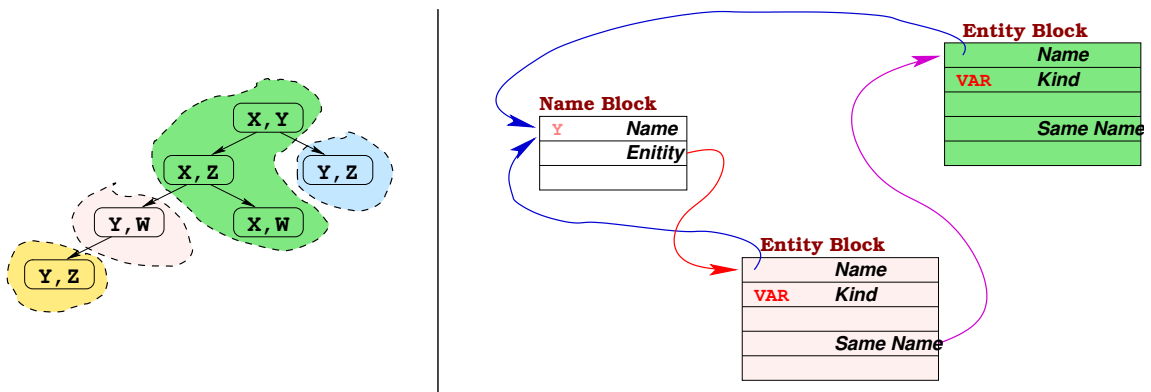 X,Y
X,Z
Y,Z
Y,W
X,W
Y,Z
Name Block
Y Name
Enitity
Entity Block
Name
VAR Kind
Same Name
Entity Block
Name
VAR Kind
Same Name